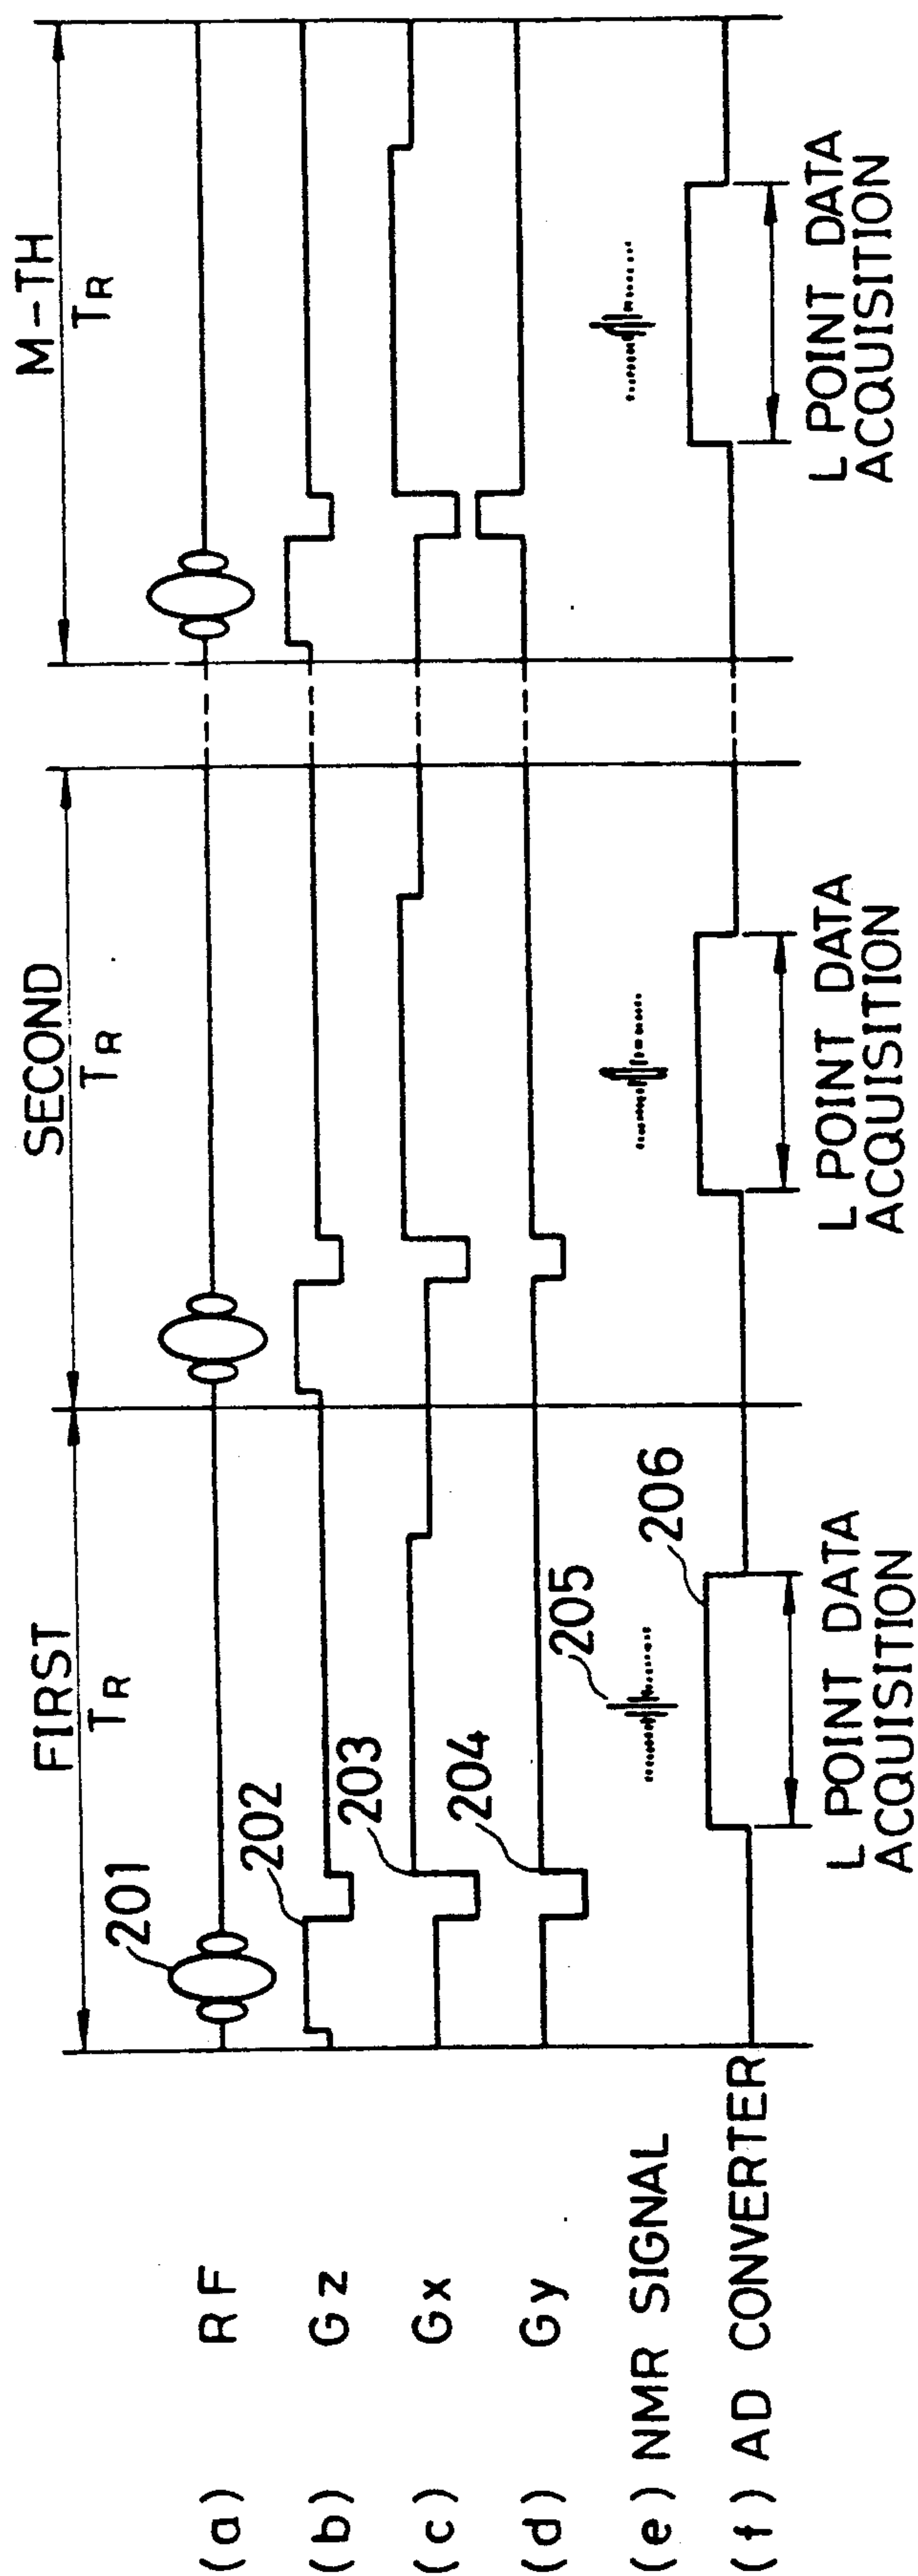 FIRST
TR
SECOND
TR
M-TH
TR
(a) RF
201
(b) Gz
202
(c) Gx
203
(d) Gy
204
(e) NMR SIGNAL
205
(f) AD CONVERTER
206
L POINT DATA
ACQUISITION
L POINT DATA
ACQUISITION
L POINT DATA
ACQUISITION